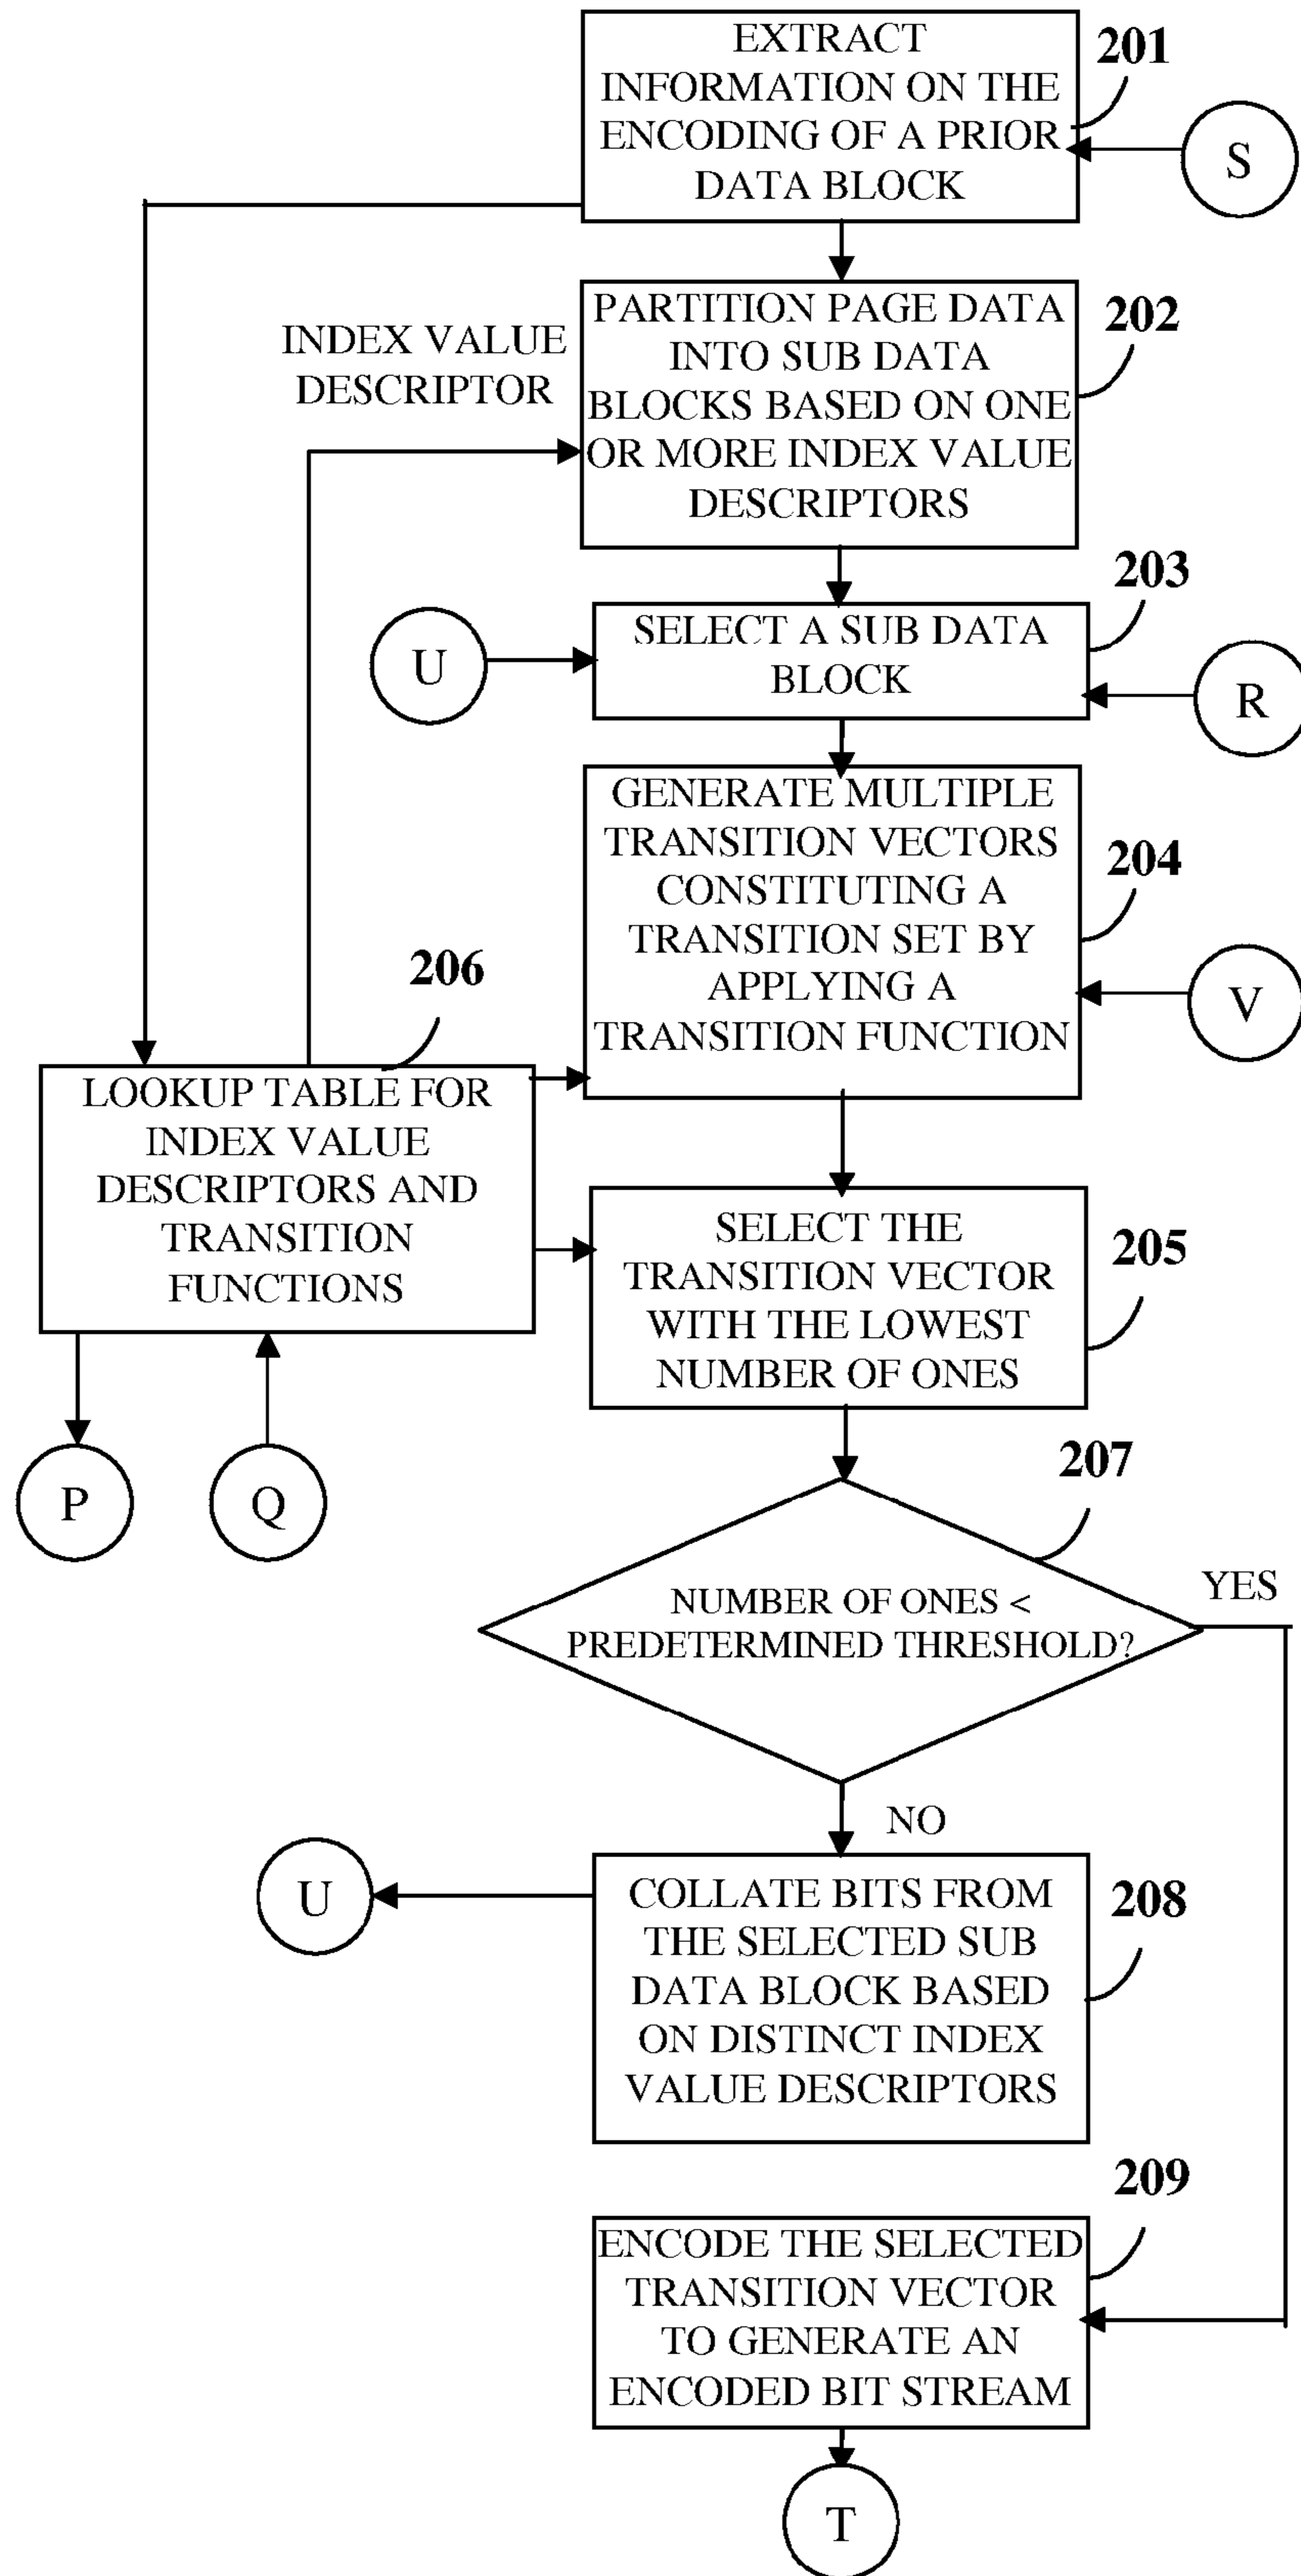 EXTRACT
INFORMATION ON THE
ENCODING OF A PRIOR
DATA BLOCK
201
S
INDEX VALUE
DESCRIPTOR
PARTITION PAGE DATA
INTO SUB DATA
BLOCKS BASED ON ONE
OR MORE INDEX VALUE
DESCRIPTORS
202
U
SELECT A SUB DATA
BLOCK
203
R
GENERATE MULTIPLE
TRANSITION VECTORS
CONSTITUTING A
TRANSITION SET BY
APPLYING A
TRANSITION FUNCTION
204
V
206
LOOKUP TABLE FOR
INDEX VALUE
DESCRIPTORS AND
TRANSITION
FUNCTIONS
SELECT THE
TRANSITION VECTOR
WITH THE LOWEST
NUMBER OF ONES
205
P
Q
207
NUMBER OF ONES <
PREDETERMINED THRESHOLD?
YES
NO
U
COLLATE BITS FROM
THE SELECTED SUB
DATA BLOCK BASED
ON DISTINCT INDEX
VALUE DESCRIPTORS
208
209
ENCODE THE SELECTED
TRANSITION VECTOR
TO GENERATE AN
ENCODED BIT STREAM
T